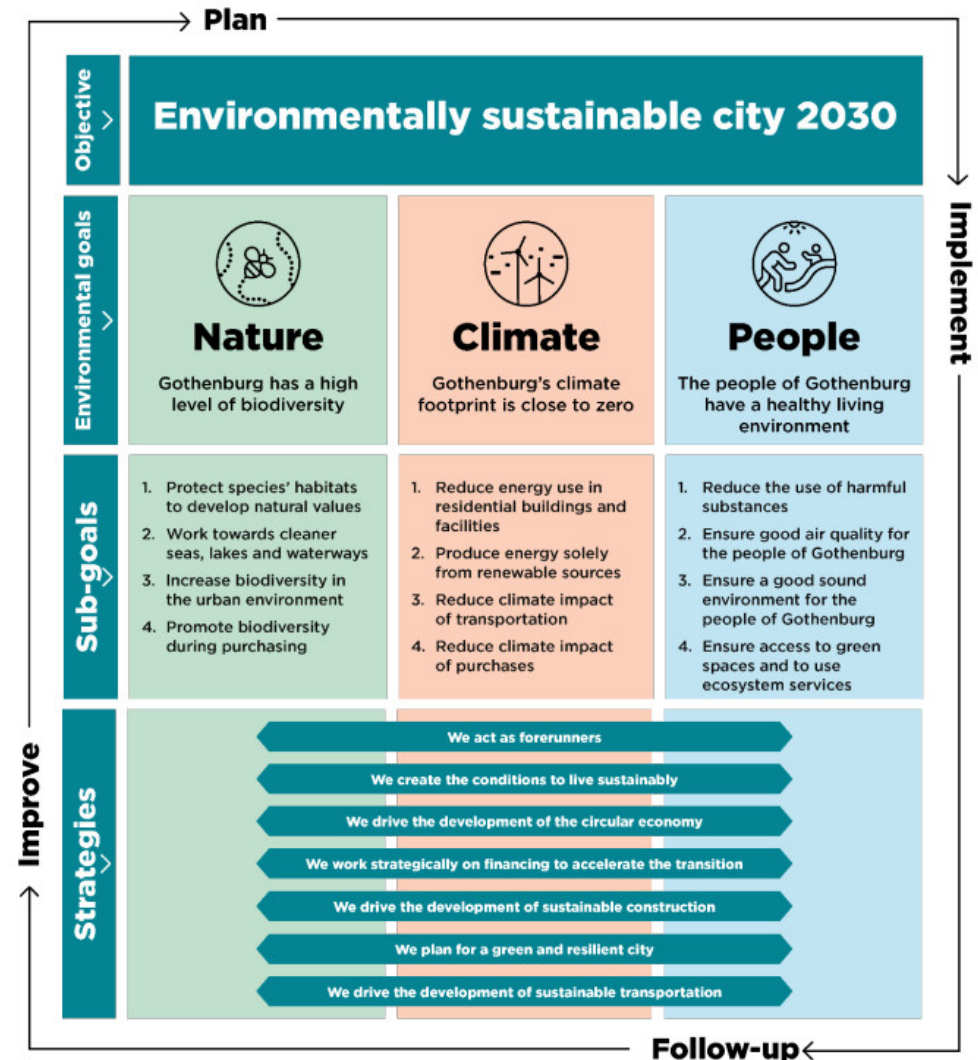 Plan
Objective
Environmentally sustainable city 2030
Implement
Environmental goals
Nature
Gothenburg has a high
level of biodiversity
Climate
Gothenburg's climate
footprint is close to zero
People
The people of Gothenburg
have a healthy living
environment
Sub-goals
1. Protect species' habitats
to develop natural values
2. Work towards cleaner
seas, lakes and waterways
3. Increase biodiversity in
the urban environment
4. Promote biodiversity
during purchasing
1. Reduce energy use in
residential buildings and
facilities
2. Produce energy solely
from renewable sources
3. Reduce climate impact
of transportation
4. Reduce climate impact
of purchases
1. Reduce the use of harmful
substances
2. Ensure good air quality for
the people of Gothenburg
3. Ensure a good sound
environment for the
people of Gothenburg
4. Ensure access to green
spaces and to use
ecosystem services
Improve
Strategies
We act as forerunners
We create the conditions to live sustainably
We drive the development of the circular economy
We work strategically on financing to accelerate the transition
We drive the development of sustainable construction
We plan for a green and resilient city
We drive the development of sustainable transportation
Follow-up